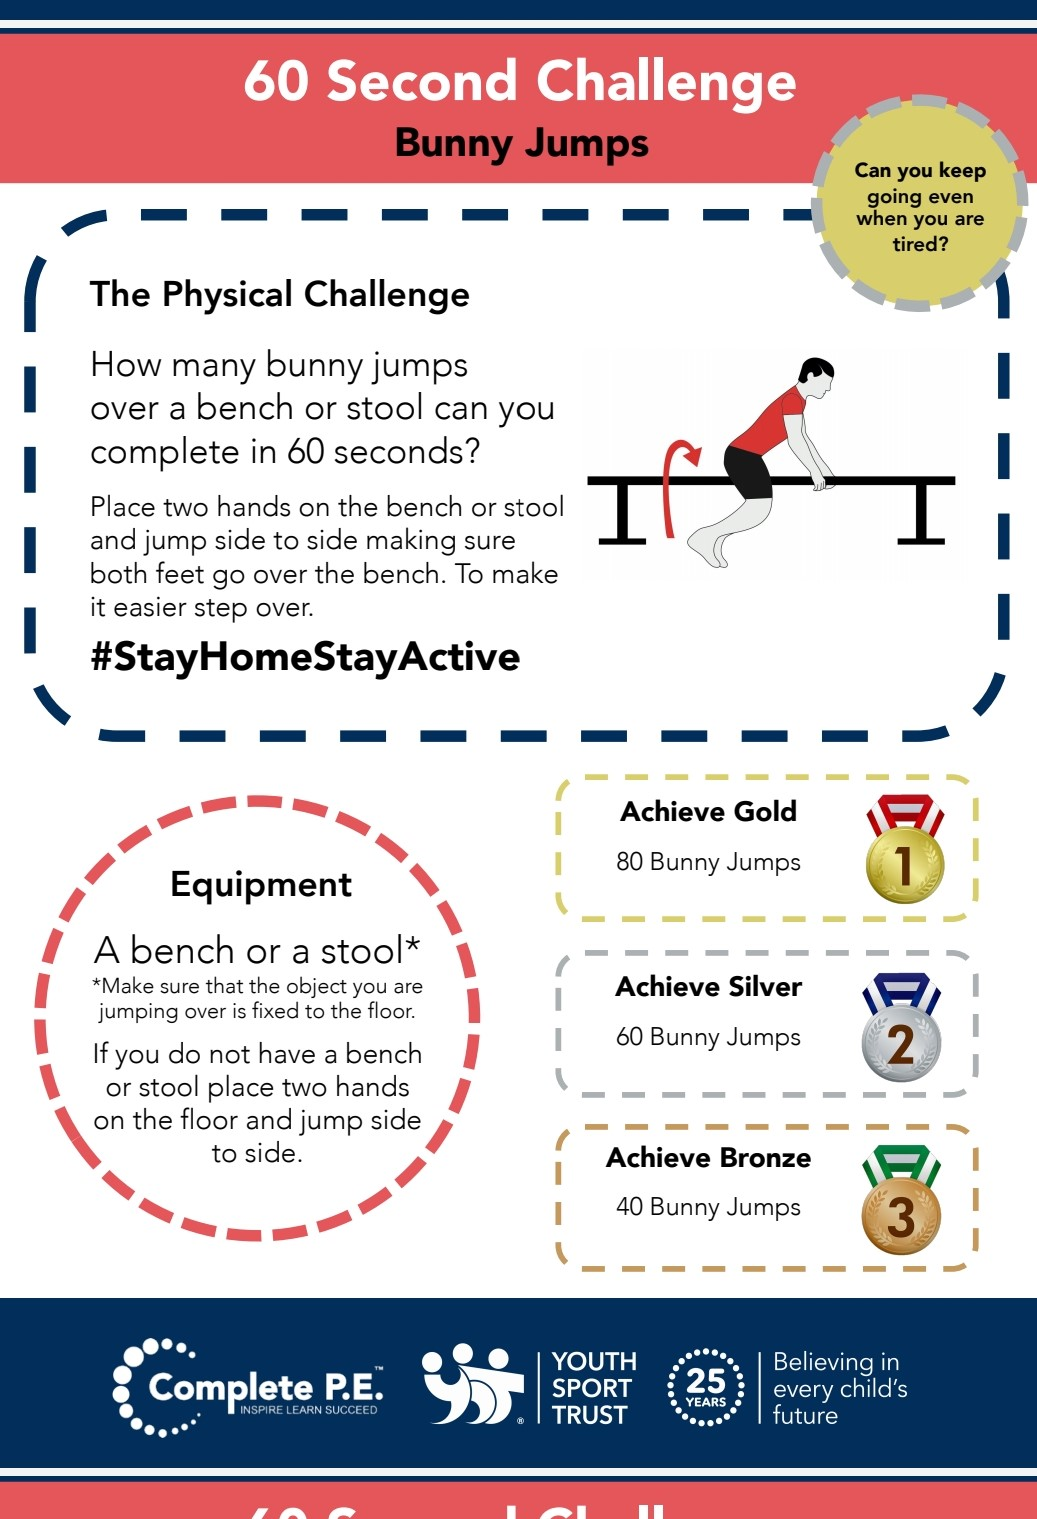 60 Second Challenge
Bunny Jumps
Can you keep
going even
when you are
tired?
The Physical Challenge
How many bunny jumps
over a bench or stool can you
complete in 60 seconds?
Place two hands on the bench or stool
and jump side to side making sure
both feet go over the bench. To make
it easier step over.
#StayHomeStayActive
Equipment
A bench or a stool*
*Make sure that the object you are
jumping over is fixed to the floor.
If you do not have a bench
or stool place two hands
on the floor and jump side
to side.
Achieve Gold
80 Bunny Jumps
1
Achieve Silver
60 Bunny Jumps
2
Achieve Bronze
40 Bunny Jumps
3
Complete P.E.™
INSPIRE LEARN SUCCEED
YOUTH
SPORT
TRUST
®
25
YEARS
Believing in
every child's
future
60 Second Chall